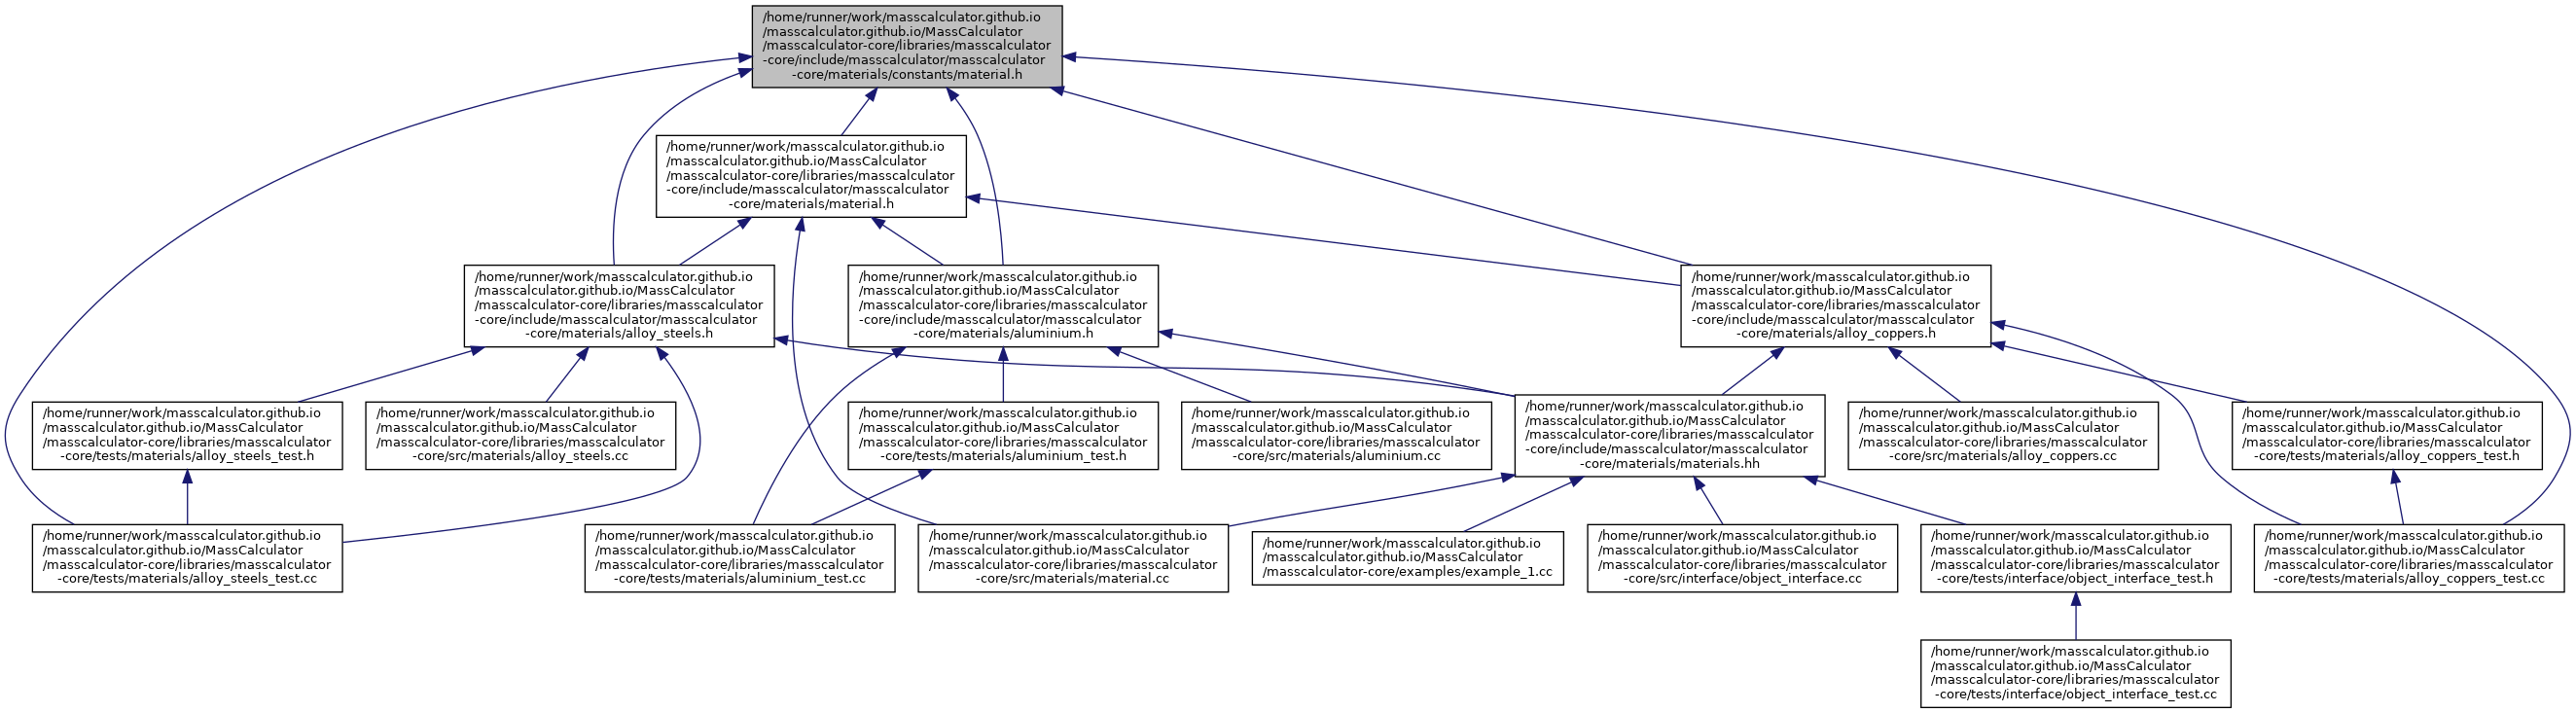 /home/runner/work/masscalculator.github.io
/masscalculator.github.io/MassCalculator
/masscalculator-core/libraries/masscalculator
-core/include/masscalculator/masscalculator
-core/materials/constants/material.h
/home/runner/work/masscalculator.github.io
/masscalculator.github.io/MassCalculator
/masscalculator-core/libraries/masscalculator
-core/include/masscalculator/masscalculator
-core/materials/material.h
/home/runner/work/masscalculator.github.io
/masscalculator.github.io/MassCalculator
/masscalculator-core/libraries/masscalculator
-core/include/masscalculator/masscalculator
-core/materials/alloy_steels.h
/home/runner/work/masscalculator.github.io
/masscalculator.github.io/MassCalculator
/masscalculator-core/libraries/masscalculator
-core/include/masscalculator/masscalculator
-core/materials/aluminium.h
/home/runner/work/masscalculator.github.io
/masscalculator.github.io/MassCalculator
/masscalculator-core/libraries/masscalculator
-core/include/masscalculator/masscalculator
-core/materials/alloy_coppers.h
/home/runner/work/masscalculator.github.io
/masscalculator.github.io/MassCalculator
/masscalculator-core/libraries/masscalculator
-core/tests/materials/alloy_steels_test.h
/home/runner/work/masscalculator.github.io
/masscalculator.github.io/MassCalculator
/masscalculator-core/libraries/masscalculator
-core/src/materials/alloy_steels.cc
/home/runner/work/masscalculator.github.io
/masscalculator.github.io/MassCalculator
/masscalculator-core/libraries/masscalculator
-core/tests/materials/aluminium_test.h
/home/runner/work/masscalculator.github.io
/masscalculator.github.io/MassCalculator
/masscalculator-core/libraries/masscalculator
-core/src/materials/aluminium.cc
/home/runner/work/masscalculator.github.io
/masscalculator.github.io/MassCalculator
/masscalculator-core/libraries/masscalculator
-core/include/masscalculator/masscalculator
-core/materials/materials.hh
/home/runner/work/masscalculator.github.io
/masscalculator.github.io/MassCalculator
/masscalculator-core/libraries/masscalculator
-core/src/materials/alloy_coppers.cc
/home/runner/work/masscalculator.github.io
/masscalculator.github.io/MassCalculator
/masscalculator-core/libraries/masscalculator
-core/tests/materials/alloy_coppers_test.h
/home/runner/work/masscalculator.github.io
/masscalculator.github.io/MassCalculator
/masscalculator-core/libraries/masscalculator
-core/tests/materials/alloy_steels_test.cc
/home/runner/work/masscalculator.github.io
/masscalculator.github.io/MassCalculator
/masscalculator-core/libraries/masscalculator
-core/tests/materials/aluminium_test.cc
/home/runner/work/masscalculator.github.io
/masscalculator.github.io/MassCalculator
/masscalculator-core/libraries/masscalculator
-core/src/materials/material.cc
/home/runner/work/masscalculator.github.io
/masscalculator.github.io/MassCalculator
/masscalculator-core/examples/example_1.cc
/home/runner/work/masscalculator.github.io
/masscalculator.github.io/MassCalculator
/masscalculator-core/libraries/masscalculator
-core/src/interface/object_interface.cc
/home/runner/work/masscalculator.github.io
/masscalculator.github.io/MassCalculator
/masscalculator-core/libraries/masscalculator
-core/tests/interface/object_interface_test.h
/home/runner/work/masscalculator.github.io
/masscalculator.github.io/MassCalculator
/masscalculator-core/libraries/masscalculator
-core/tests/materials/alloy_coppers_test.cc
/home/runner/work/masscalculator.github.io
/masscalculator.github.io/MassCalculator
/masscalculator-core/libraries/masscalculator
-core/tests/interface/object_interface_test.cc